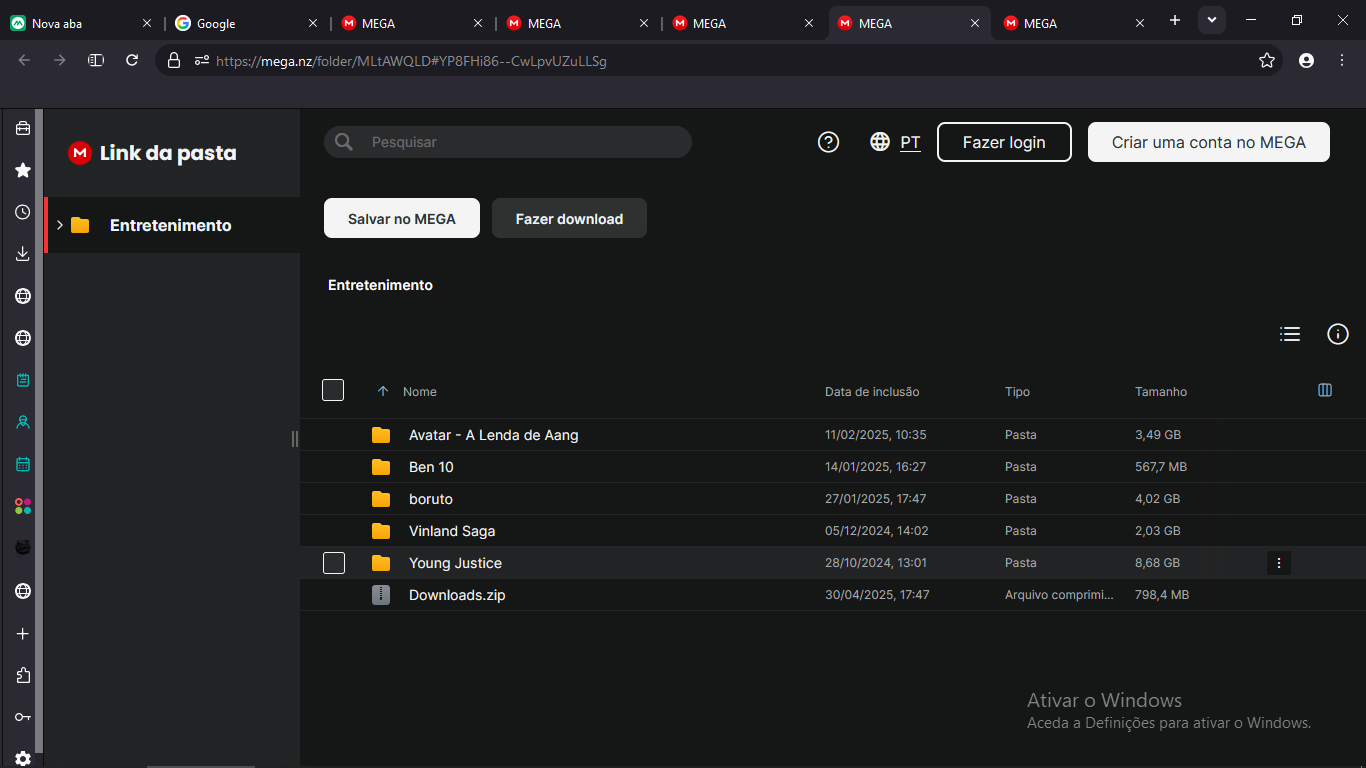 Nova aba
Google
MEGA
MEGA
MEGA
MEGA
MEGA
https://mega.nz/folder/MLtAWQLD#YP8FHi86--CwLpvUZuLLSg
Link da pasta
Pesquisar
PT
Fazer login
Criar uma conta no MEGA
Entretenimento
Salvar no MEGA
Fazer download
Entretenimento
Nome Data de inclusão Tipo Tamanho
Avatar - A Lenda de Aang 11/02/2025, 10:35 Pasta 3,49 GB
Ben 10 14/01/2025, 16:27 Pasta 567,7 MB
boruto 27/01/2025, 17:47 Pasta 4,02 GB
Vinland Saga 05/12/2024, 14:02 Pasta 2,03 GB
Young Justice 28/10/2024, 13:01 Pasta 8,68 GB
Downloads.zip 30/04/2025, 17:47 Arquivo comprimi... 798,4 MB
Ativar o Windows
Aceda a Definições para ativar o Windows.